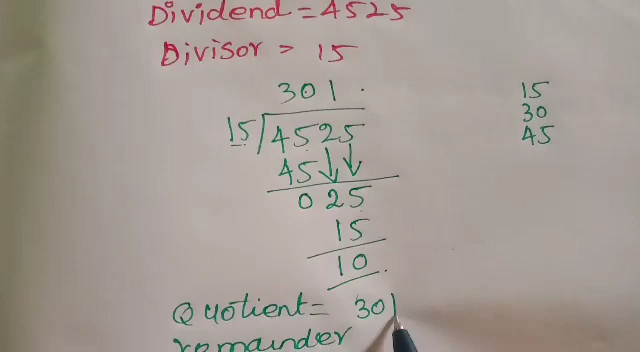 Dividend = 4525
Divisor = 15
301
15
15) 4525
30
45
45
025
15
10
Quotient = 301
remainder